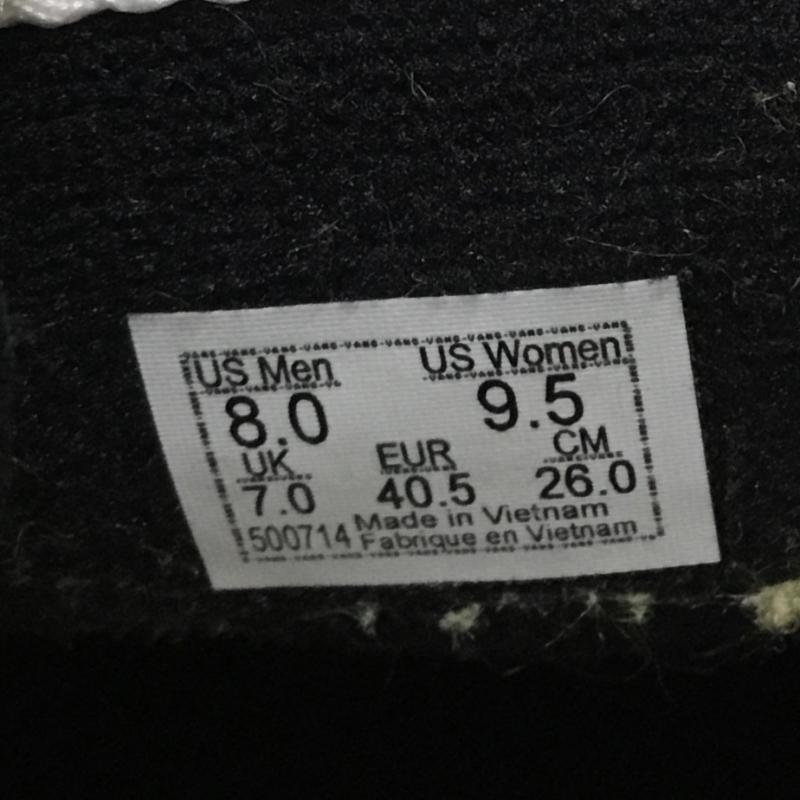 US Men US Women
8.0 9.5
UK EUR CM
7.0 40.5 26.0
500714 Made in Vietnam
Fabrique en Vietnam